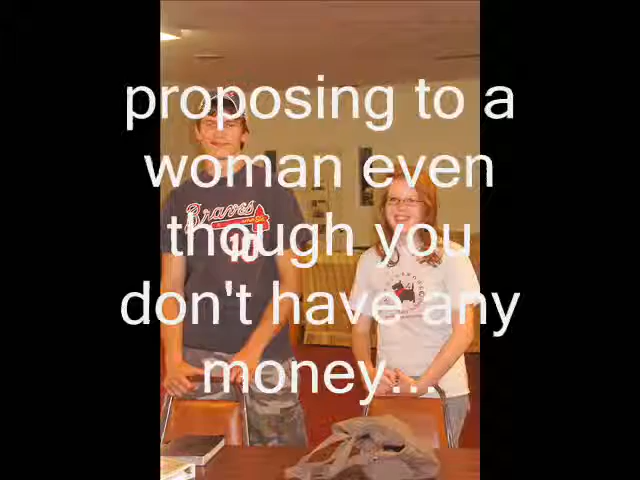 proposing to a
woman even
though you
don't have any
money...
Braves
10